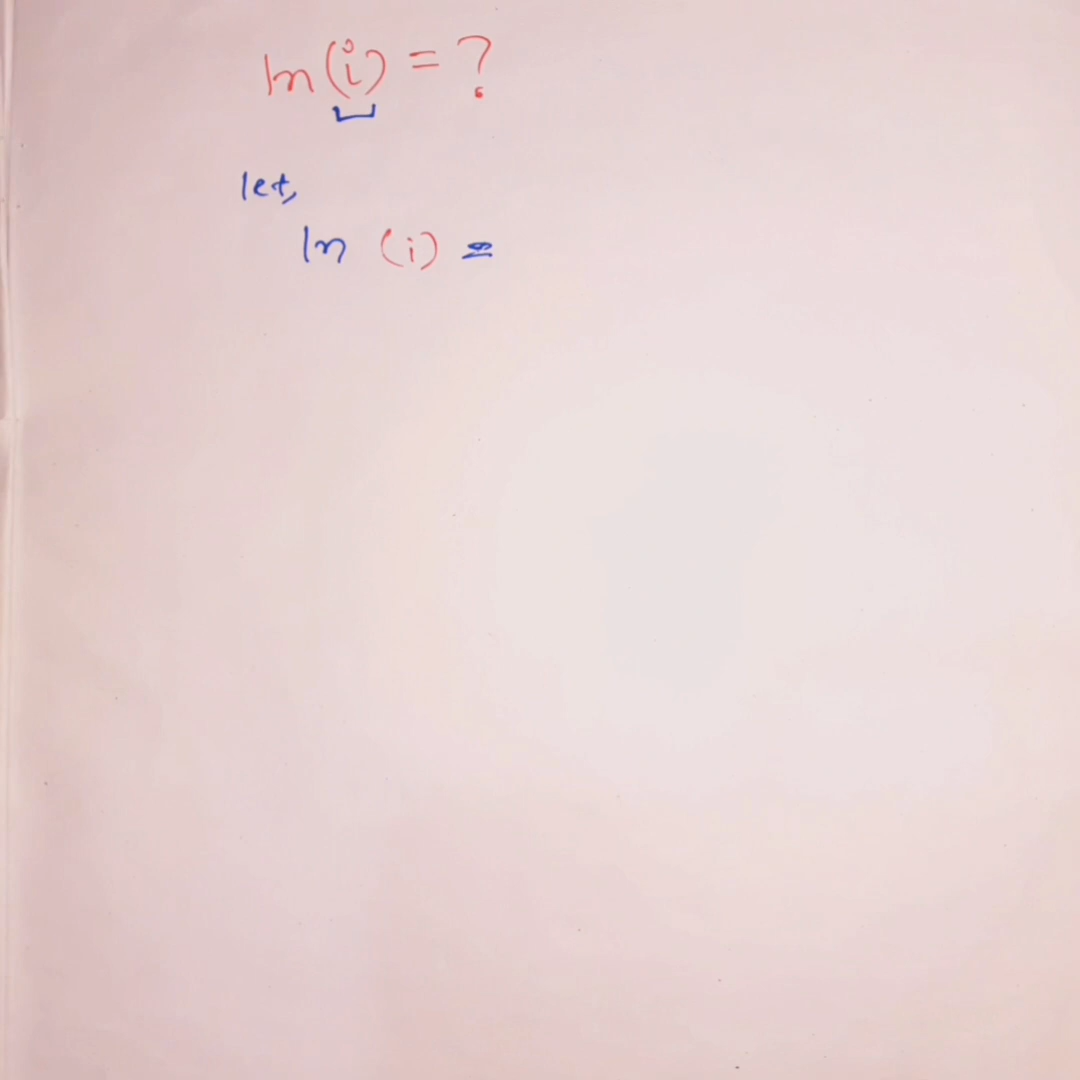 ln(i) = ?
let,
ln (i) =